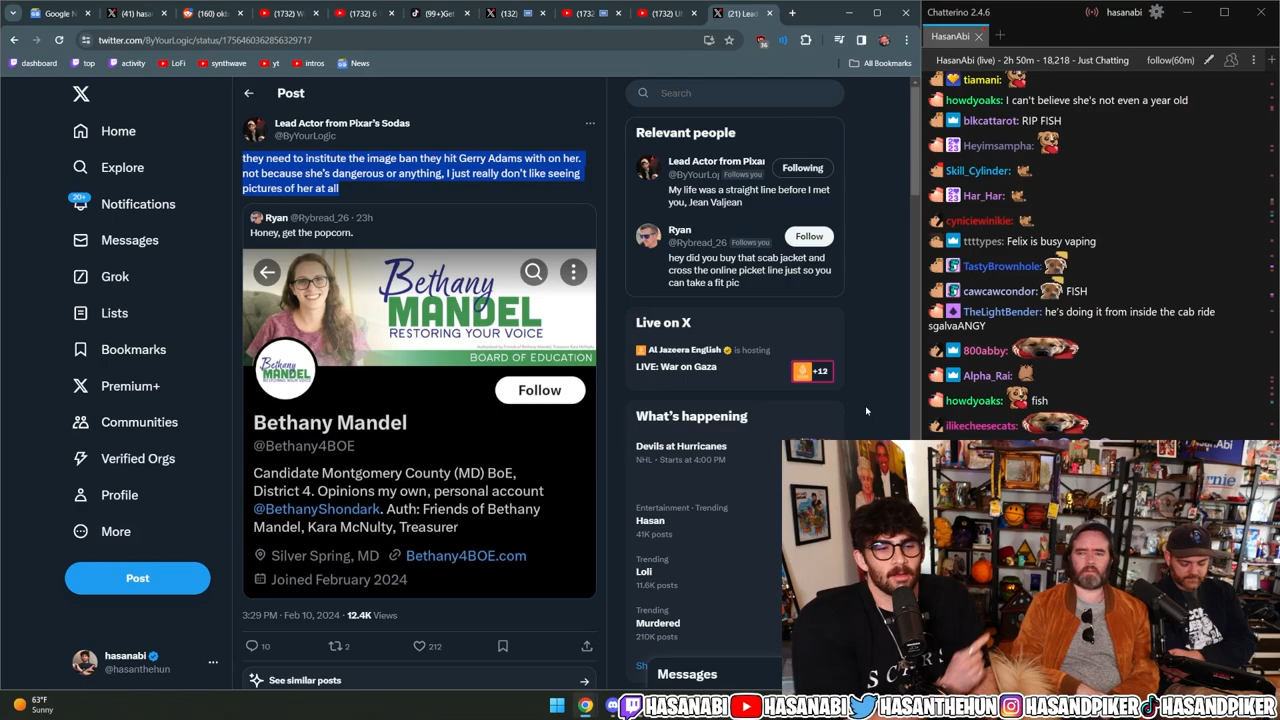 Google N
(41) hasa
(160) ok
(1732) W
(1732) 6
(99+)Get
(132)
(1732)
(1732) U
(21) Lead
twitter.com/ByYourLogic/status/1756460362856329717
dashboard
top
activity
LoFi
synthwave
yt
intros
News
All Bookmarks
Home
Explore
20+
Notifications
Messages
Grok
Lists
Bookmarks
Premium+
Communities
Verified Orgs
Profile
More
Post
hasanabi
@hasanthehun
Post
Lead Actor from Pixar's Sodas
@ByYourLogic
they need to institute the image ban they hit Gerry Adams with on her.
not because she's dangerous or anything, I just really don't like seeing
pictures of her at all
Ryan @Rybread_26 · 23h
Honey, get the popcorn.
Bethany
MANDEL
RESTORING YOUR VOICE
BOARD OF EDUCATION
Bethany
MANDEL
Follow
Bethany Mandel
@Bethany4BOE
Candidate Montgomery County (MD) BoE,
District 4. Opinions my own, personal account
@BethanyShondark. Auth: Friends of Bethany
Mandel, Kara McNulty, Treasurer
Silver Spring, MD Bethany4BOE.com
Joined February 2024
3:29 PM · Feb 10, 2024 · 12.4K Views
10
2
212
See similar posts
Search
Relevant people
Lead Actor from Pixar
@ByYourLo Follows you
Following
My life was a straight line before I met
you, Jean Valjean
Ryan
@Rybread_26 Follows you
Follow
hey did you buy that scab jacket and
cross the online picket line just so you
can take a fit pic
Live on X
Al Jazeera English is hosting
LIVE: War on Gaza
+12
What's happening
Devils at Hurricanes
NHL · Starts at 4:00 PM
Entertainment · Trending
Hasan
41K posts
Trending
Loli
11.6K posts
Trending
Murdered
210K posts
Sh
Messages
Chatterino 2.4.6
hasanabi
HasanAbi
HasanAbi (live) - 2h 50m - 18,218 - Just Chatting
follow(60m)
tiamani:
howdyoaks: I can't believe she's not even a year old
blkcattarot: RIP FISH
Heyimsampha:
Skill_Cylinder:
Har_Har:
cyniciewinikie:
ttttypes: Felix is busy vaping
TastyBrownhole:
cawcawcondor: FISH
TheLightBender: he's doing it from inside the cab ride
sgalvaANGY
800abby:
Alpha_Rai:
howdyoaks: fish
ilikecheesecats:
63°F
Sunny
HASANABI
HASANABI
HASANTHEHUN
HASANDPIKER
HASANDPIKER